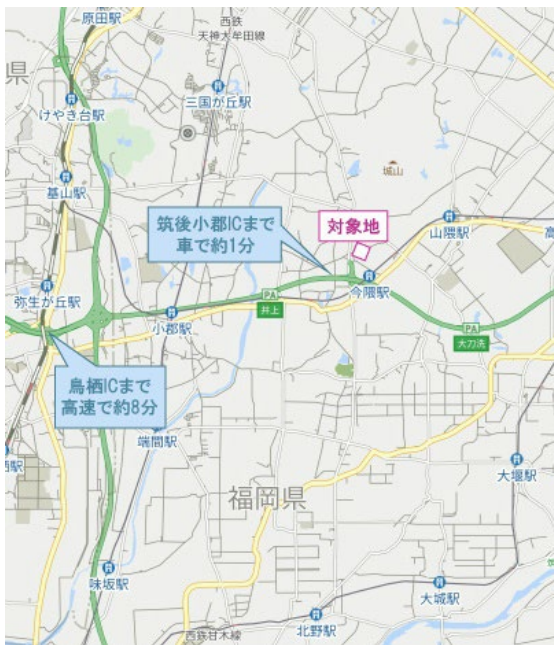 原田駅
西鉄
天神大牟田線
県
けやき台駅
三国が丘駅
城山
基山駅
筑後小郡ICまで
車で約1分
対象地
山隈駅
高
弥生が丘駅
PA
今隈駅
小郡駅
井上
PA
大刀洗
鳥栖ICまで
高速で約8分
端間駅
栖駅
大堰駅
福岡県
味坂駅
大城駅
西鉄甘木線
北野駅